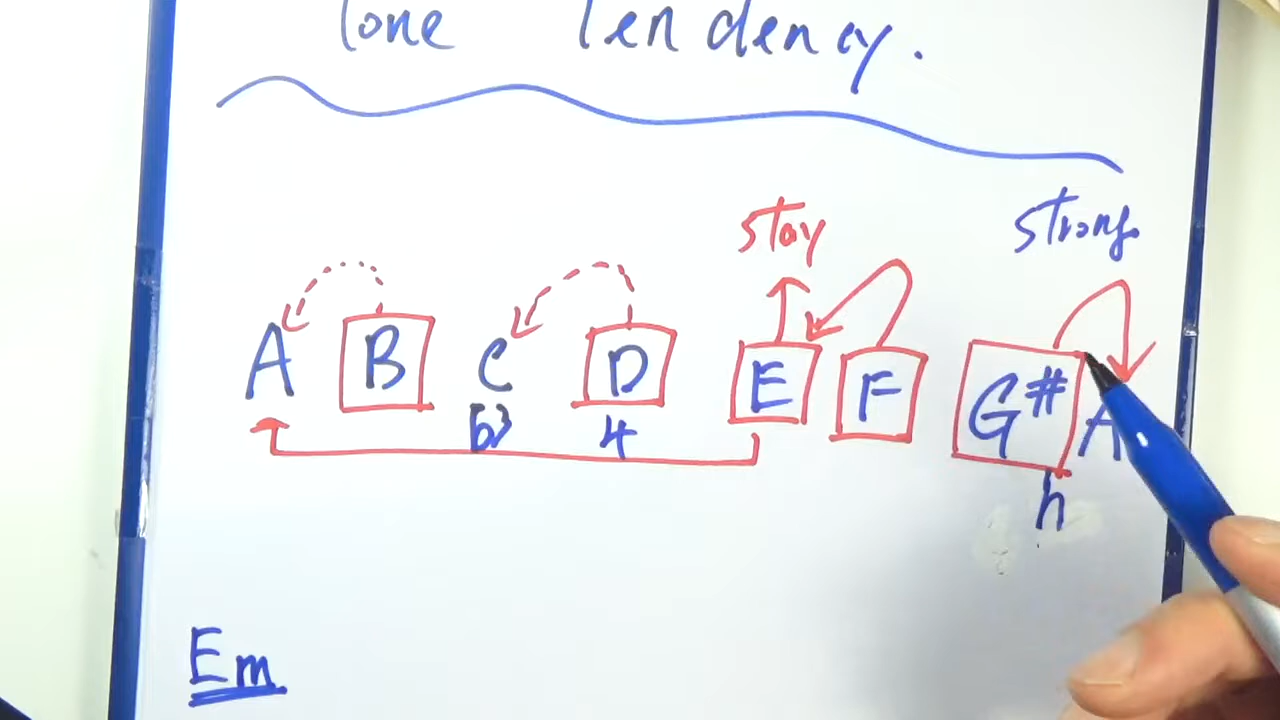 Tone Tendency.
stay strong
A B C D E F G# A
b3 4 h
Em